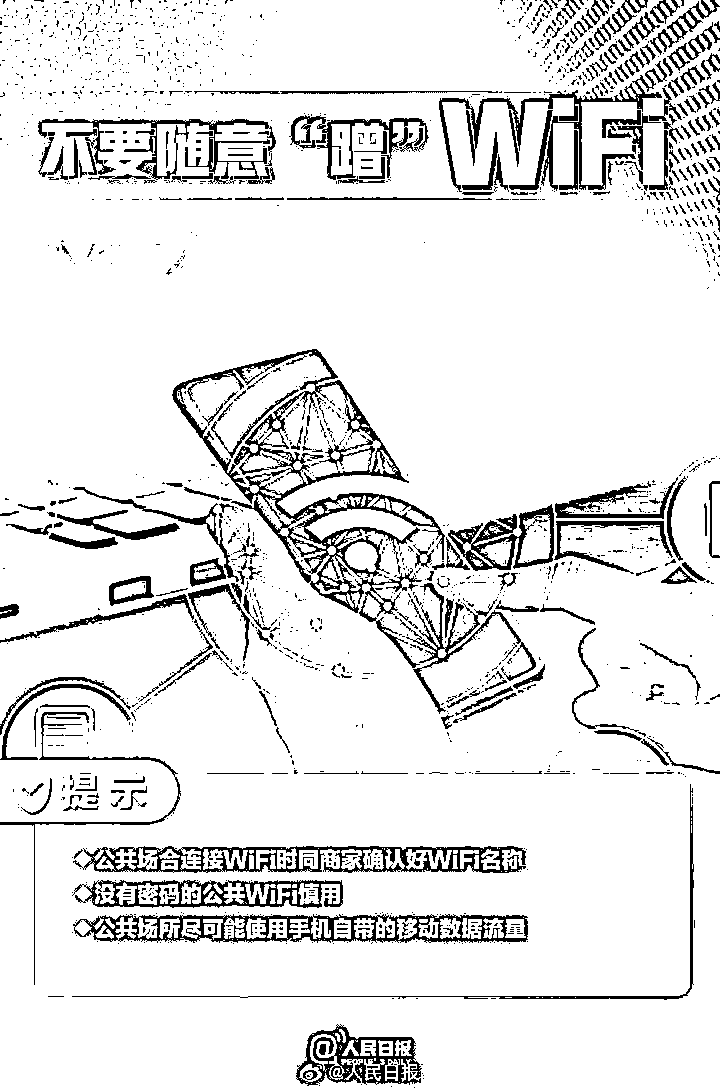 不要随意“蹭”WiFi
提示
◇公共场合连接WiFi时同商家确认好WiFi名称
◇没有密码的公共WiFi慎用
◇公共场所尽可能使用手机自带的移动数据流量
@人民日报
PEOPLE'S DAILY
@人民日报